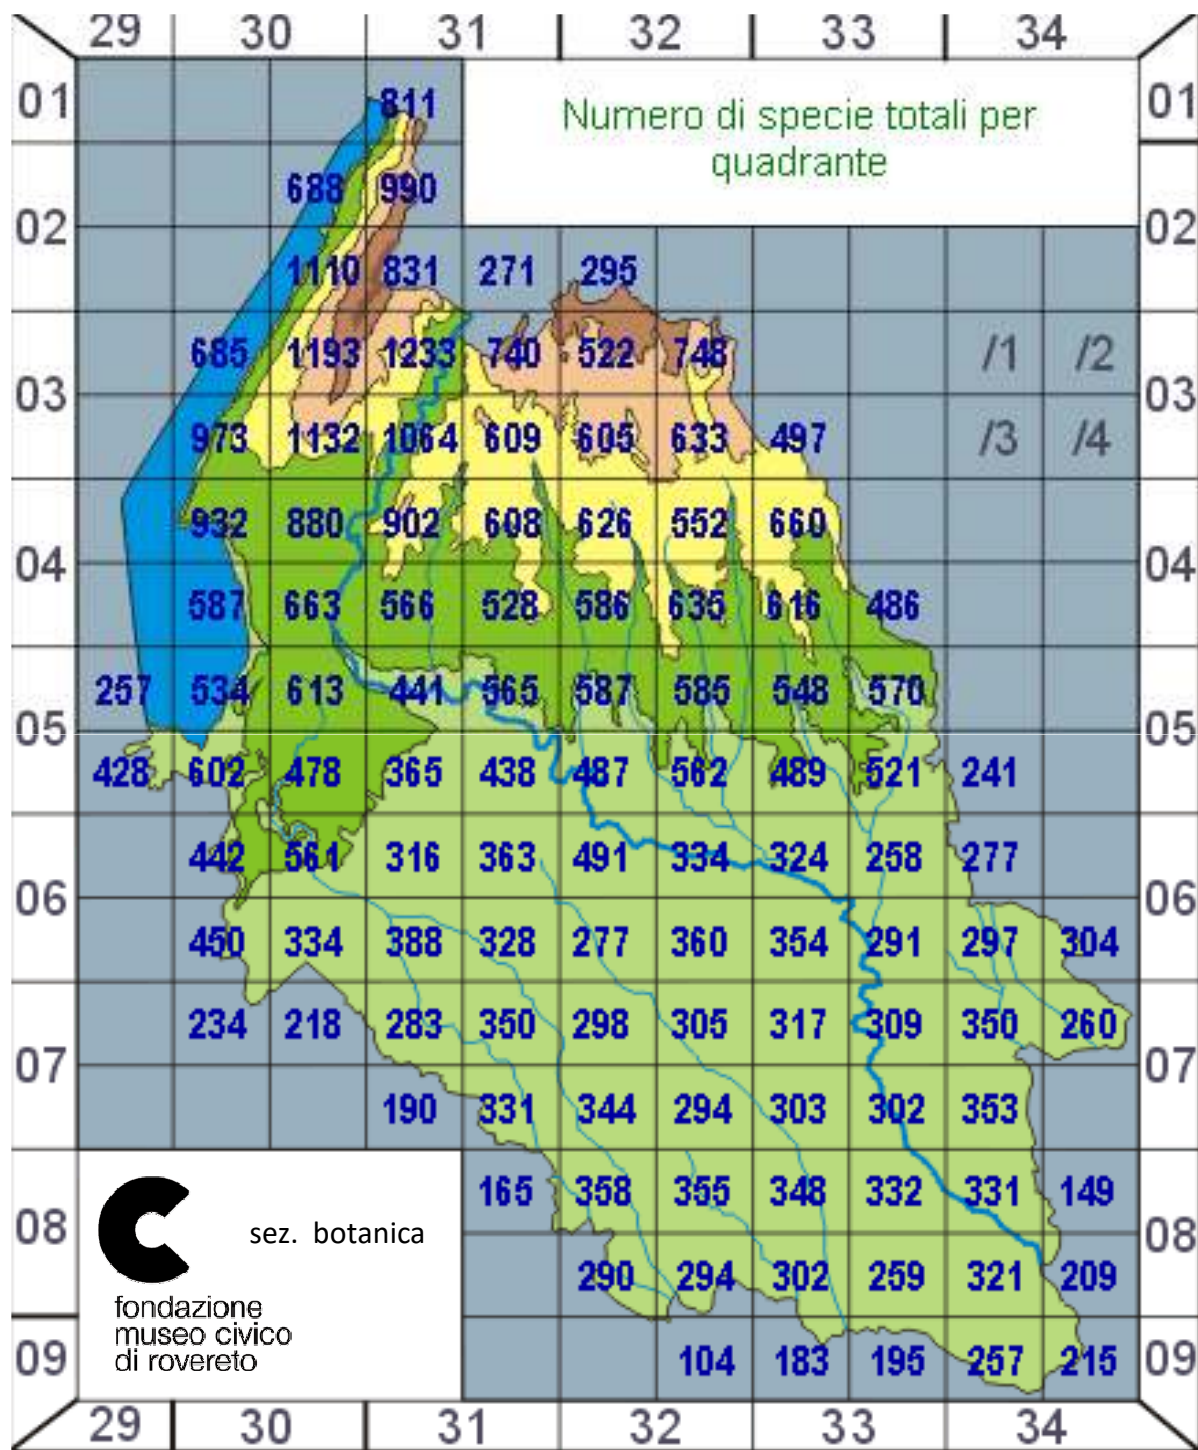 29 30 31 32 33 34
01 811 Numero di specie totali per 01
quadrante
688 990
02 02
1110 831 271 295
685 1193 1233 740 522 748 /1 /2
03 03
973 1132 1064 609 605 633 497 /3 /4
932 880 902 608 626 552 660
04 04
587 663 566 528 586 635 616 486
257 534 613 441 565 587 585 548 570
05 05
428 602 478 365 438 487 562 489 521 241
442 561 316 363 491 334 324 258 277
06 06
450 334 388 328 277 360 354 291 297 304
234 218 283 350 298 305 317 309 350 260
07 07
190 331 344 294 303 302 353
165 358 355 348 332 331 149
08 sez. botanica 08
290 294 302 259 321 209
fondazione
museo civico
di rovereto
09 104 183 195 257 215 09
29 30 31 32 33 34